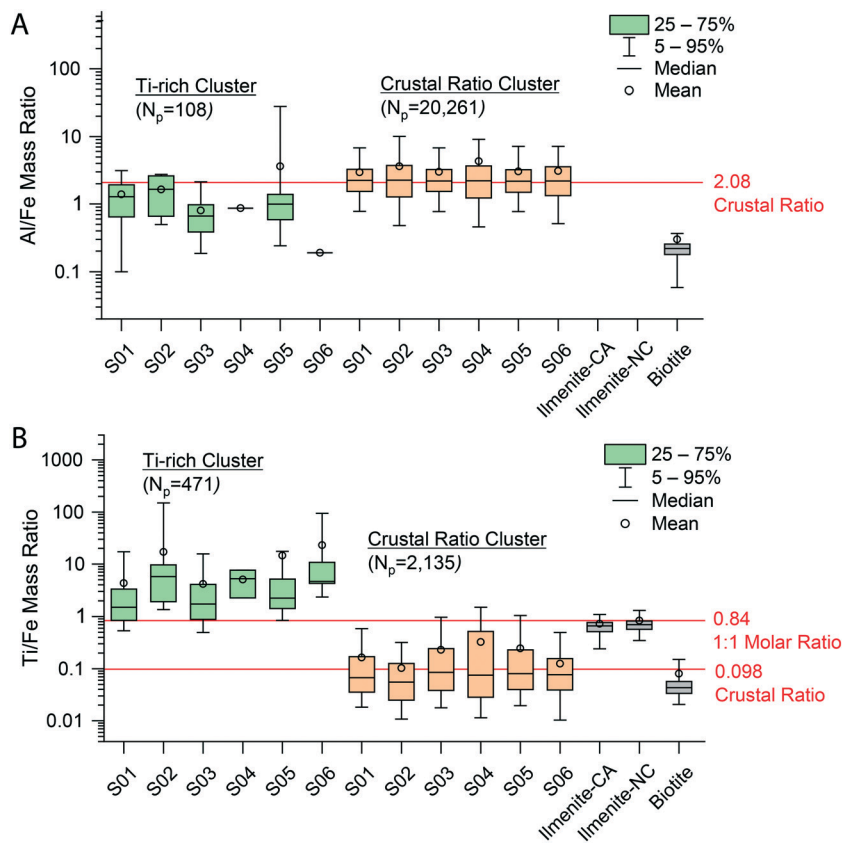 A
25 – 75%
5 – 95%
Median
Mean
Ti-rich Cluster
(Np=108)
Crustal Ratio Cluster
(Np=20,261)
Al/Fe Mass Ratio
100
10
1
0.1
2.08
Crustal Ratio
S01
S02
S03
S04
S05
S06
S01
S02
S03
S04
S05
S06
Ilmenite-CA
Ilmenite-NC
Biotite
B
25 – 75%
5 – 95%
Median
Mean
Ti-rich Cluster
(Np=471)
Crustal Ratio Cluster
(Np=2,135)
Ti/Fe Mass Ratio
1000
100
10
1
0.1
0.01
0.84
1:1 Molar Ratio
0.098
Crustal Ratio
S01
S02
S03
S04
S05
S06
S01
S02
S03
S04
S05
S06
Ilmenite-CA
Ilmenite-NC
Biotite